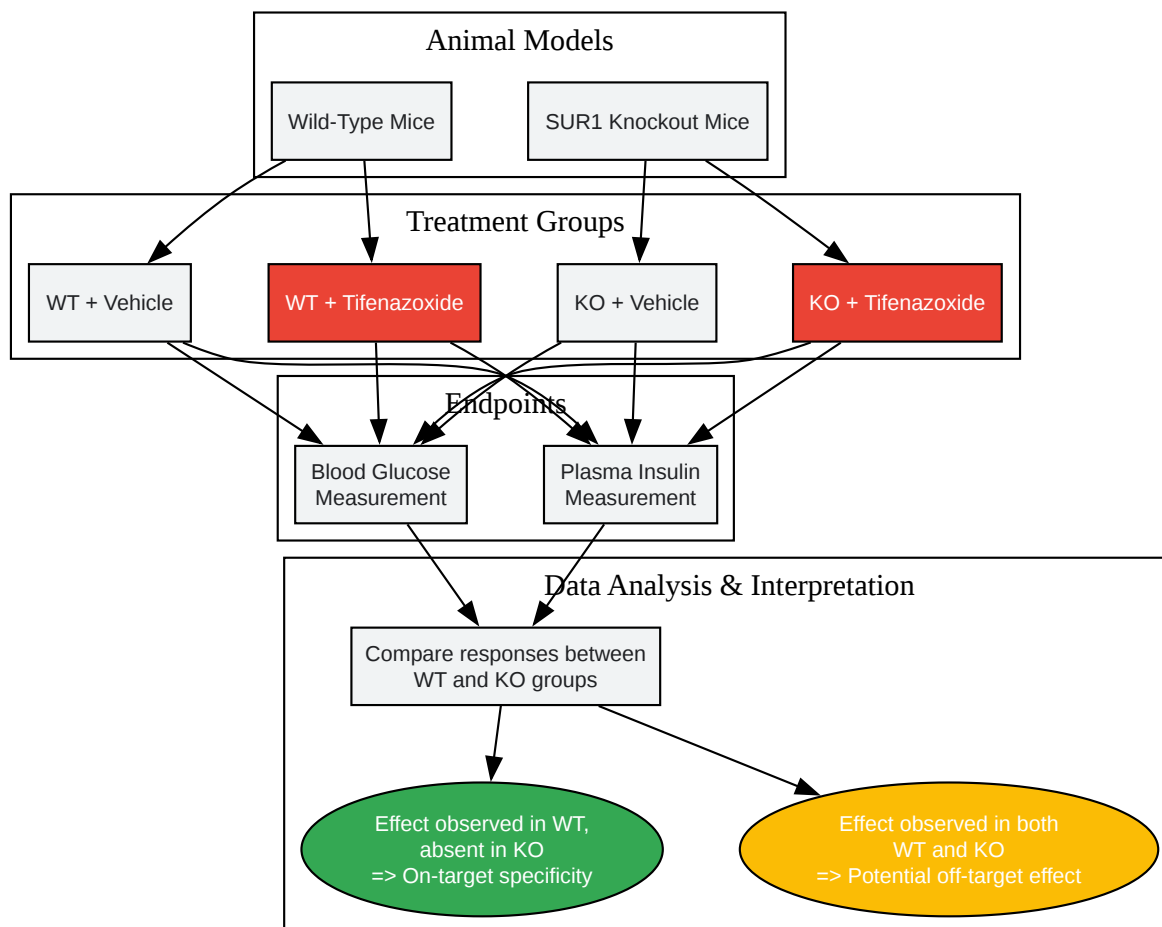 Animal Models
Wild-Type Mice
SUR1 Knockout Mice
Treatment Groups
WT + Vehicle
WT + Tifenazoxide
KO + Vehicle
KO + Tifenazoxide
Endpoints
Blood Glucose
Measurement
Plasma Insulin
Measurement
Data Analysis & Interpretation
Compare responses between
WT and KO groups
Effect observed in WT,
absent in KO
=> On-target specificity
Effect observed in both
WT and KO
=> Potential off-target effect